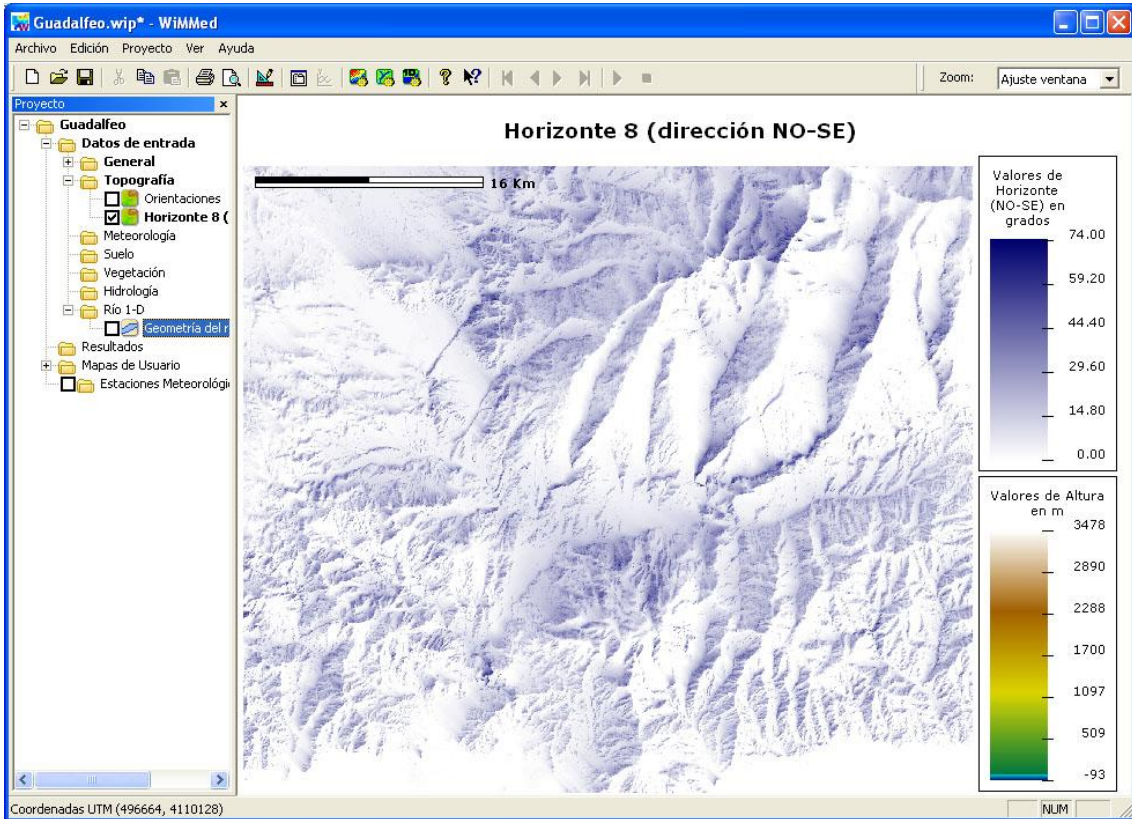 Guadalfeo.wip* - WiMMed
Archivo Edición Proyecto Ver Ayuda
Zoom: Ajuste ventana
Proyecto
Guadalfeo
Datos de entrada
General
Topografía
Orientaciones
Horizonte 8 (
Meteorología
Suelo
Vegetación
Hidrología
Río 1-D
Geometría del r
Resultados
Mapas de Usuario
Estaciones Meteorológi
Horizonte 8 (dirección NO-SE)
16 Km
Valores de
Horizonte
(NO-SE) en
grados
74.00
59.20
44.40
29.60
14.80
0.00
Valores de Altura
en m
3478
2890
2288
1700
1097
509
-93
Coordenadas UTM (496664, 4110128)
NUM